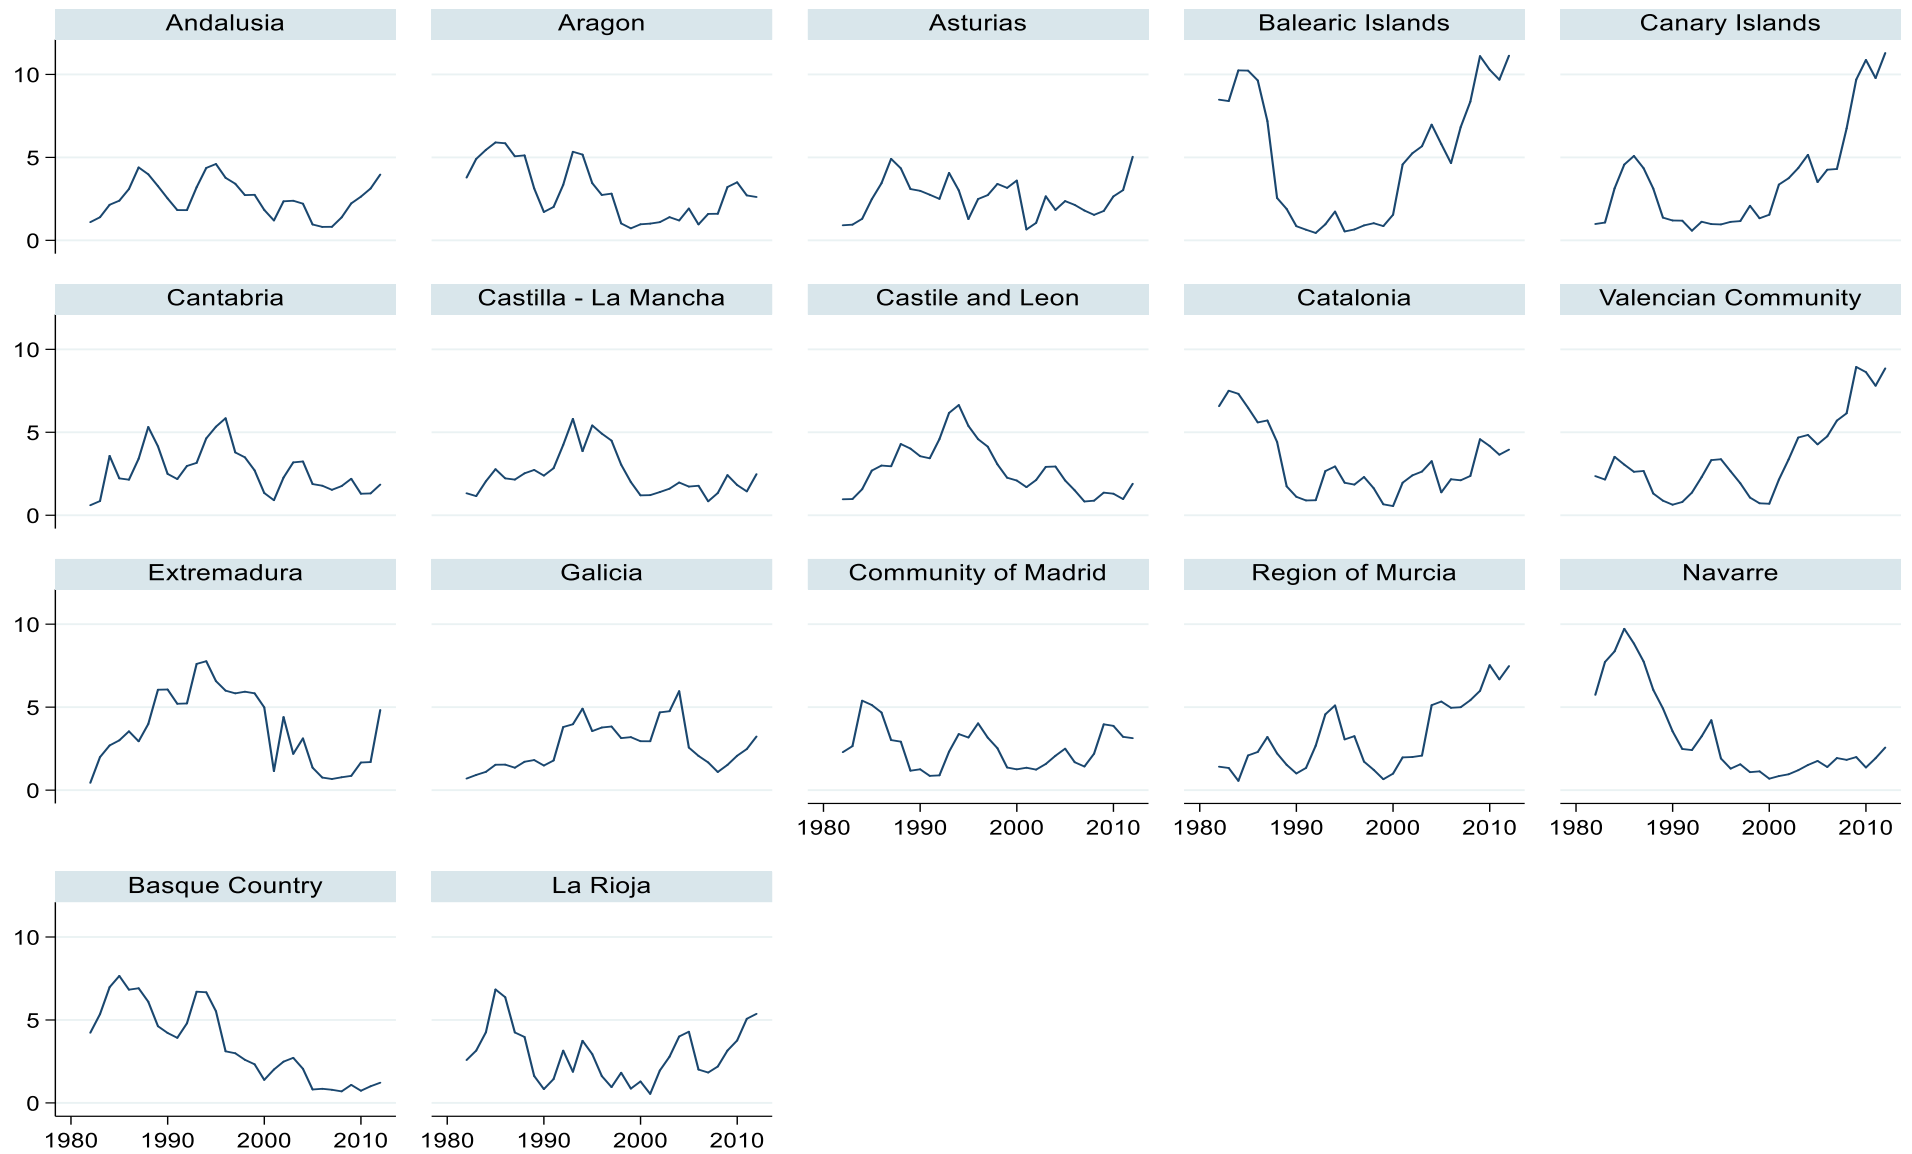 Andalusia Aragon Asturias Balearic Islands Canary Islands
10
5
0
Cantabria Castilla - La Mancha Castile and Leon Catalonia Valencian Community
10
5
0
Extremadura Galicia Community of Madrid Region of Murcia Navarre
10
5
0
1980 1990 2000 2010 1980 1990 2000 2010 1980 1990 2000 2010
Basque Country La Rioja
10
5
0
1980 1990 2000 2010 1980 1990 2000 2010